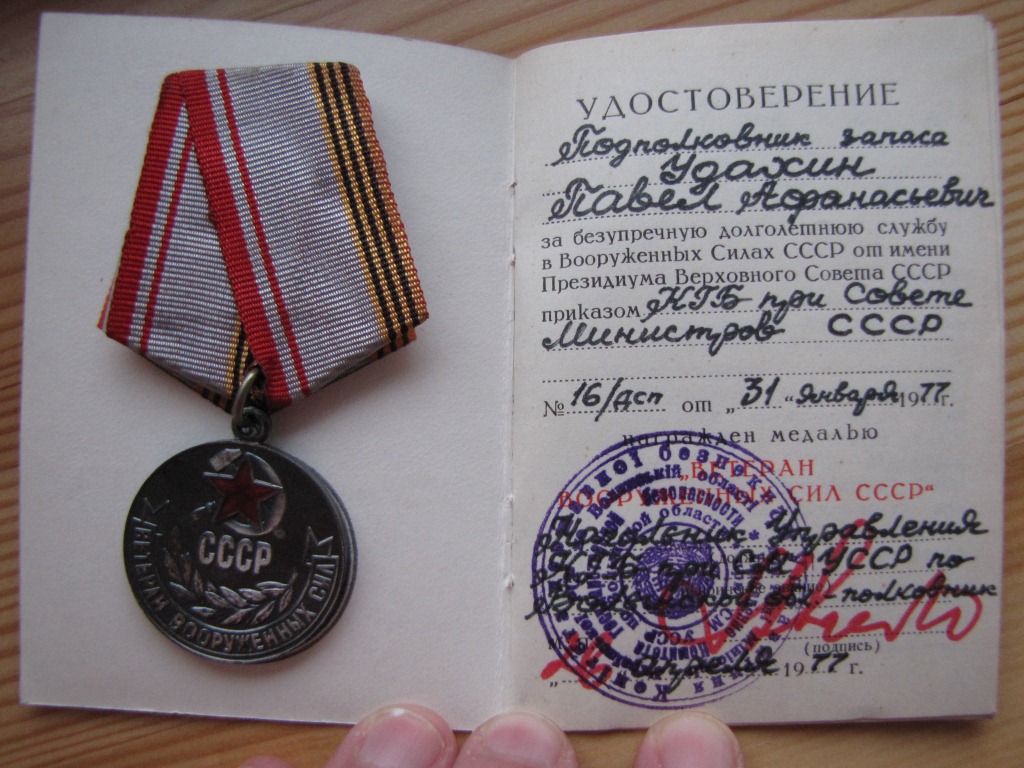 СССР
ВЕТЕРАН ВООРУЖЕННЫХ СИЛ
УДОСТОВЕРЕНИЕ
Подполковник запаса
Удахин
Павел Афанасьевич
за безупречную долголетнюю службу
в Вооруженных Силах СССР от имени
Президиума Верховного Совета СССР
приказом КГБ при Совете
Министров СССР
№ 16/дсп от „31“ января 1977г.
награжден медалью
„ВЕТЕРАН
ВООРУЖЕННЫХ СИЛ СССР“
Начальник Управления
КГБ при СМ УССР по
полковник
(подпись)
апреля 1977 г.